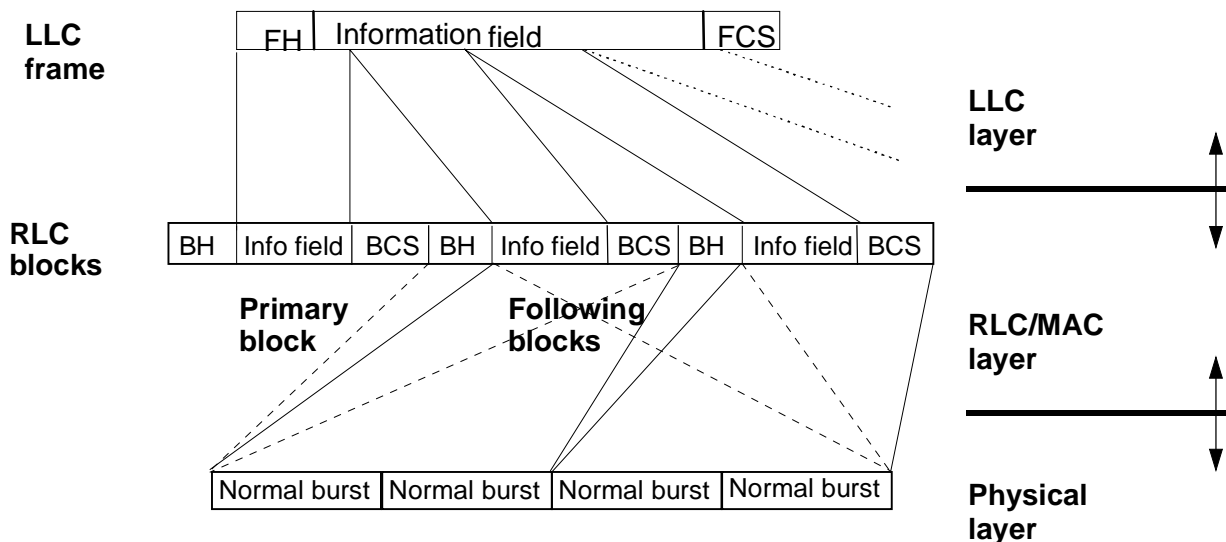 LLC
frame
FH Information field FCS
LLC
layer
RLC
blocks
BH Info field BCS BH Info field BCS BH Info field BCS
Primary
block
Following
blocks
RLC/MAC
layer
Normal burst Normal burst Normal burst Normal burst
Physical
layer